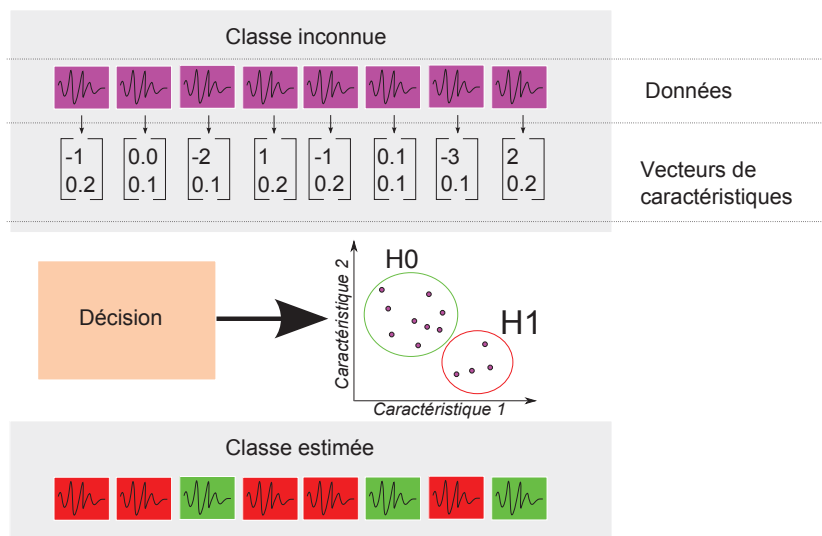 Classe inconnue
Données
-1 0.0 -2 1 -1 0.1 -3 2
0.2 0.1 0.1 0.2 0.2 0.1 0.1 0.2
Vecteurs de
caractéristiques
Décision
Caractéristique 2
H0
H1
Caractéristique 1
Classe estimée